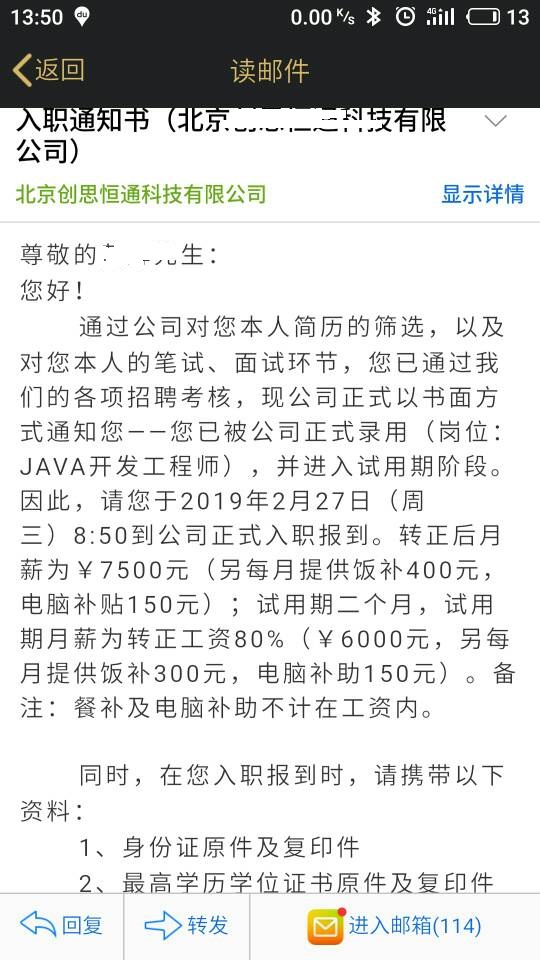 13:50 du 0.00 K/s 4G 13
返回 读邮件
入职通知书（北京创思恒通科技有限
公司）
北京创思恒通科技有限公司 显示详情
尊敬的 生：
您好！
通过公司对您本人简历的筛选，以及
对您本人的笔试、面试环节，您已通过我
们的各项招聘考核，现公司正式以书面方
式通知您——您已被公司正式录用（岗位：
JAVA开发工程师），并进入试用期阶段。
因此，请您于2019年2月27日（周
三）8:50到公司正式入职报到。转正后月
薪为￥7500元（另每月提供饭补400元，
电脑补贴150元）；试用期二个月，试用
期月薪为转正工资80%（￥6000元，另每
月提供饭补300元，电脑补助150元）。备
注：餐补及电脑补助不计在工资内。
同时，在您入职报到时，请携带以下
资料：
1、身份证原件及复印件
2、最高学历学位证书原件及复印件
回复 转发 进入邮箱(114)